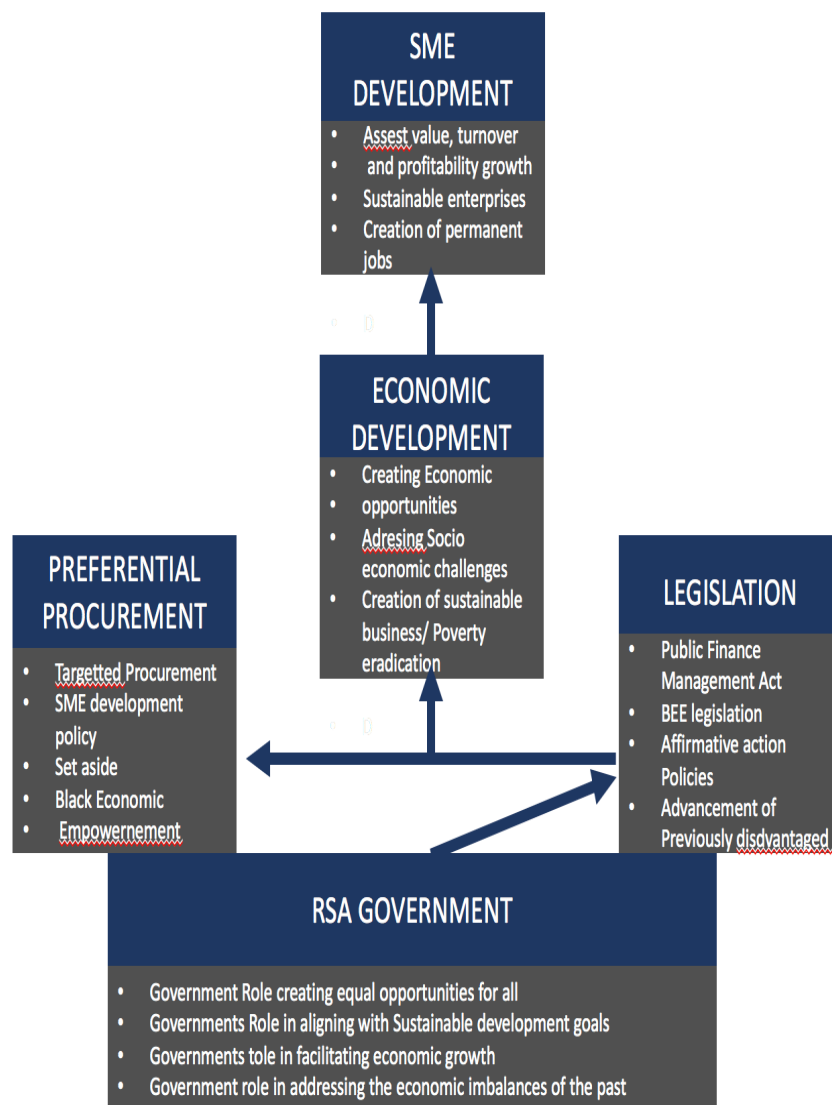 SME
DEVELOPMENT
• Assest value, turnover
• and profitability growth
• Sustainable enterprises
• Creation of permanent
jobs
ECONOMIC
DEVELOPMENT
• Creating Economic
• opportunities
• Adresing Socio
economic challenges
• Creation of sustainable
business/ Poverty
eradication
PREFERENTIAL
PROCUREMENT
• Targetted Procurement
• SME development
policy
• Set aside
• Black Economic
• Empowernement
LEGISLATION
• Public Finance
Management Act
• BEE legislation
• Affirmative action
Policies
• Advancement of
Previously disdvantaged
RSA GOVERNMENT
• Government Role creating equal opportunities for all
• Governments Role in aligning with Sustainable development goals
• Governments tole in facilitating economic growth
• Government role in addressing the economic imbalances of the past